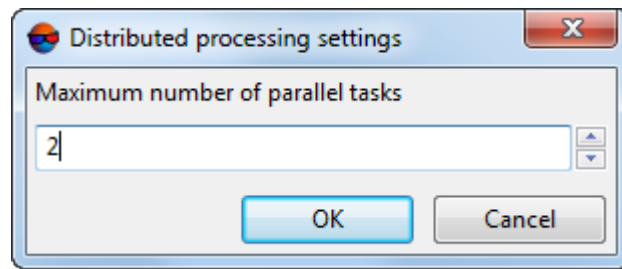 Distributed processing settings
Maximum number of parallel tasks
2
OK Cancel